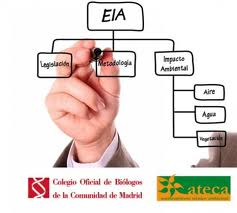 EIA
Legislación
Metodología
Impacto
Ambiental
Aire
Agua
Vegetación
Colegio Oficial de Biólogos
de la Comunidad de Madrid
ateca